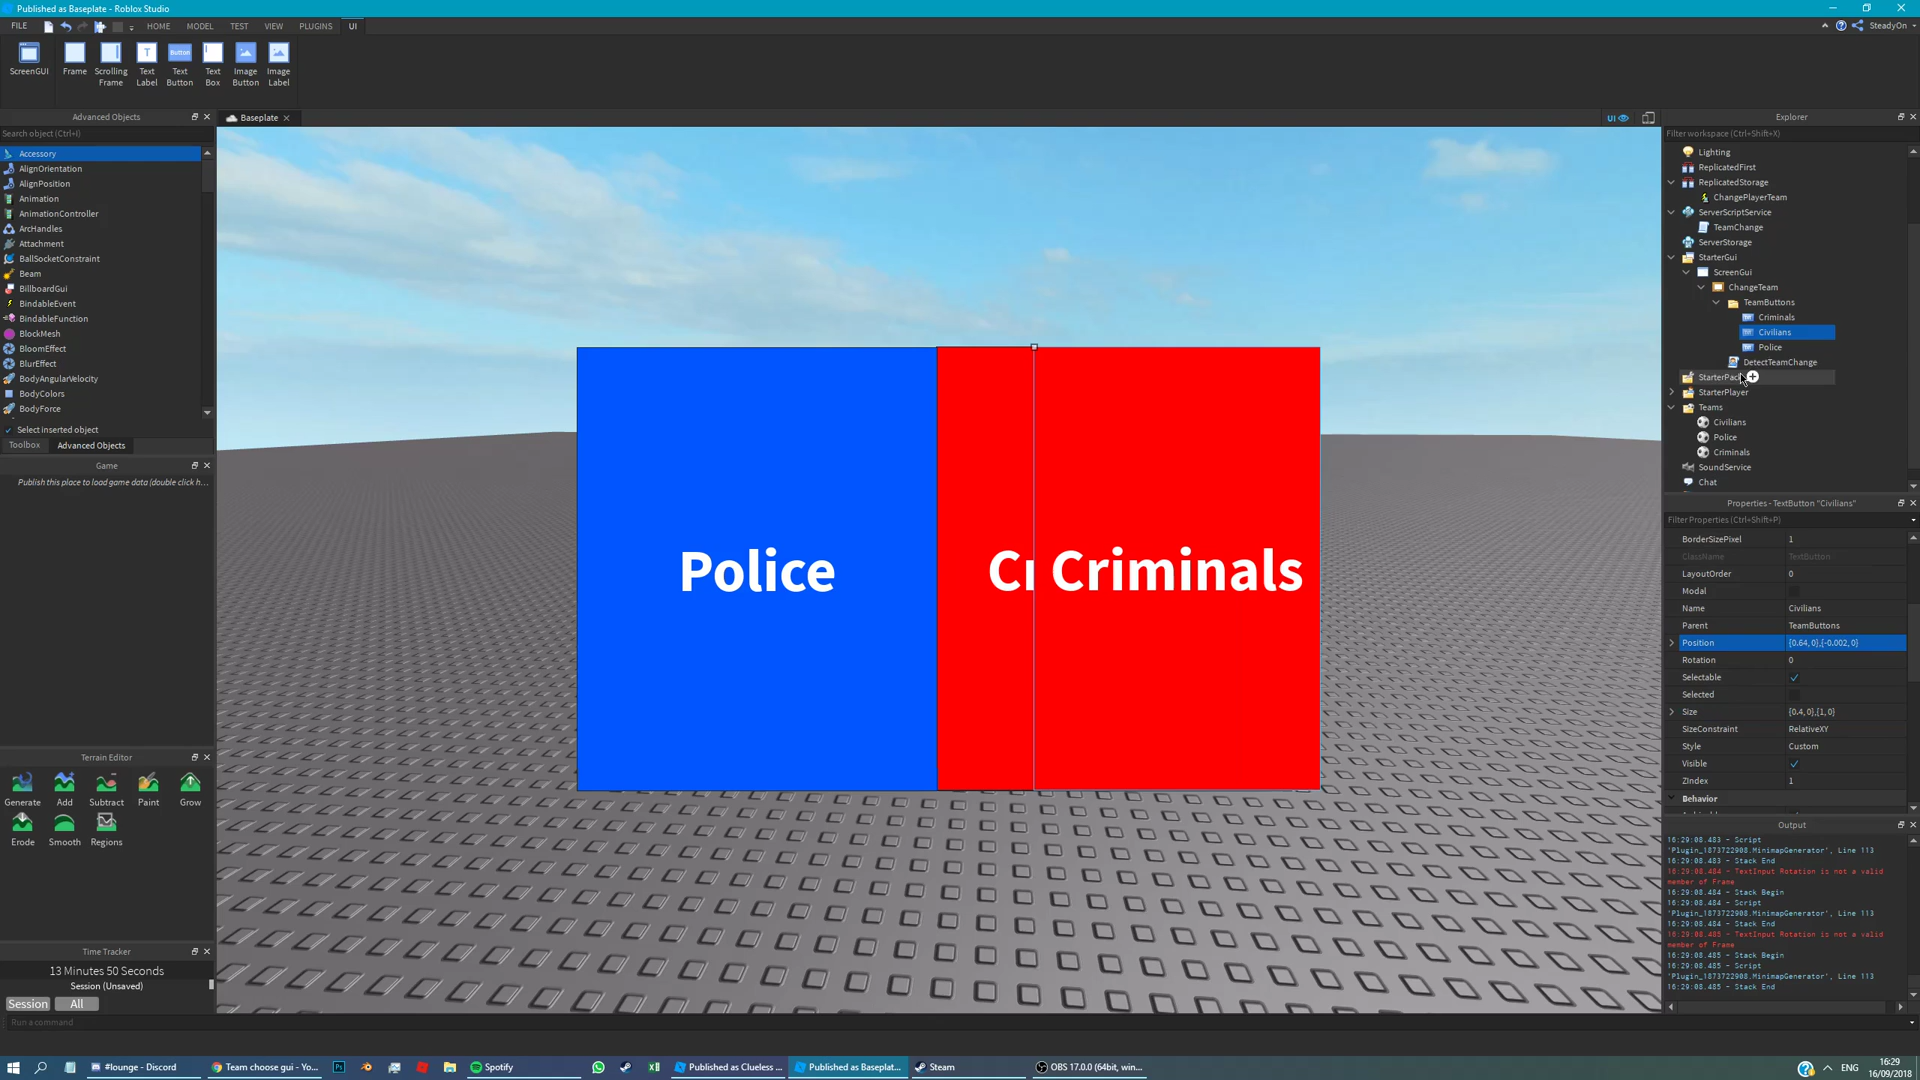 Published as Baseplate - Roblox Studio
FILE HOME MODEL TEST VIEW PLUGINS UI SteadyOn
ScreenGUI Frame Scrolling Frame Text Label Text Button Text Box Image Button Image Label
Advanced Objects
Search object (Ctrl+I)
Accessory
AlignOrientation
AlignPosition
Animation
AnimationController
ArcHandles
Attachment
BallSocketConstraint
Beam
BillboardGui
BindableEvent
BindableFunction
BlockMesh
BloomEffect
BlurEffect
BodyAngularVelocity
BodyColors
BodyForce
Select inserted object
Toolbox Advanced Objects
Game
Publish this place to load game data (double click h...
Terrain Editor
Generate Add Subtract Paint Grow
Erode Smooth Regions
Time Tracker
13 Minutes 50 Seconds
Session (Unsaved)
Session All
Run a command
Baseplate
UI
Police
Cr Criminals
Explorer
Filter workspace (Ctrl+Shift+X)
Lighting
ReplicatedFirst
ReplicatedStorage
ChangePlayerTeam
ServerScriptService
TeamChange
ServerStorage
StarterGui
ScreenGui
ChangeTeam
TeamButtons
Criminals
Civilians
Police
DetectTeamChange
StarterPack
StarterPlayer
Teams
Civilians
Police
Criminals
SoundService
Chat
Properties - TextButton "Civilians"
Filter Properties (Ctrl+Shift+P)
BorderSizePixel 1
ClassName TextButton
LayoutOrder 0
Modal
Name Civilians
Parent TeamButtons
Position {0.64, 0},{-0.002, 0}
Rotation 0
Selectable
Selected
Size {0.4, 0},{1, 0}
SizeConstraint RelativeXY
Style Custom
Visible
ZIndex 1
Behavior
Output
16:29:08.483 - Script
'Plugin_1873722908.MinimapGenerator', Line 113
16:29:08.483 - Stack End
16:29:08.484 - TextInput Rotation is not a valid
member of Frame
16:29:08.484 - Stack Begin
16:29:08.484 - Script
'Plugin_1873722908.MinimapGenerator', Line 113
16:29:08.484 - Stack End
16:29:08.485 - TextInput Rotation is not a valid
member of Frame
16:29:08.485 - Stack Begin
16:29:08.485 - Script
'Plugin_1873722908.MinimapGenerator', Line 113
16:29:08.485 - Stack End
#lounge - Discord Team choose gui - Yo... Spotify Published as Clueless ... Published as Baseplat... Steam OBS 17.0.0 (64bit, win... ENG 16:29
16/09/2018